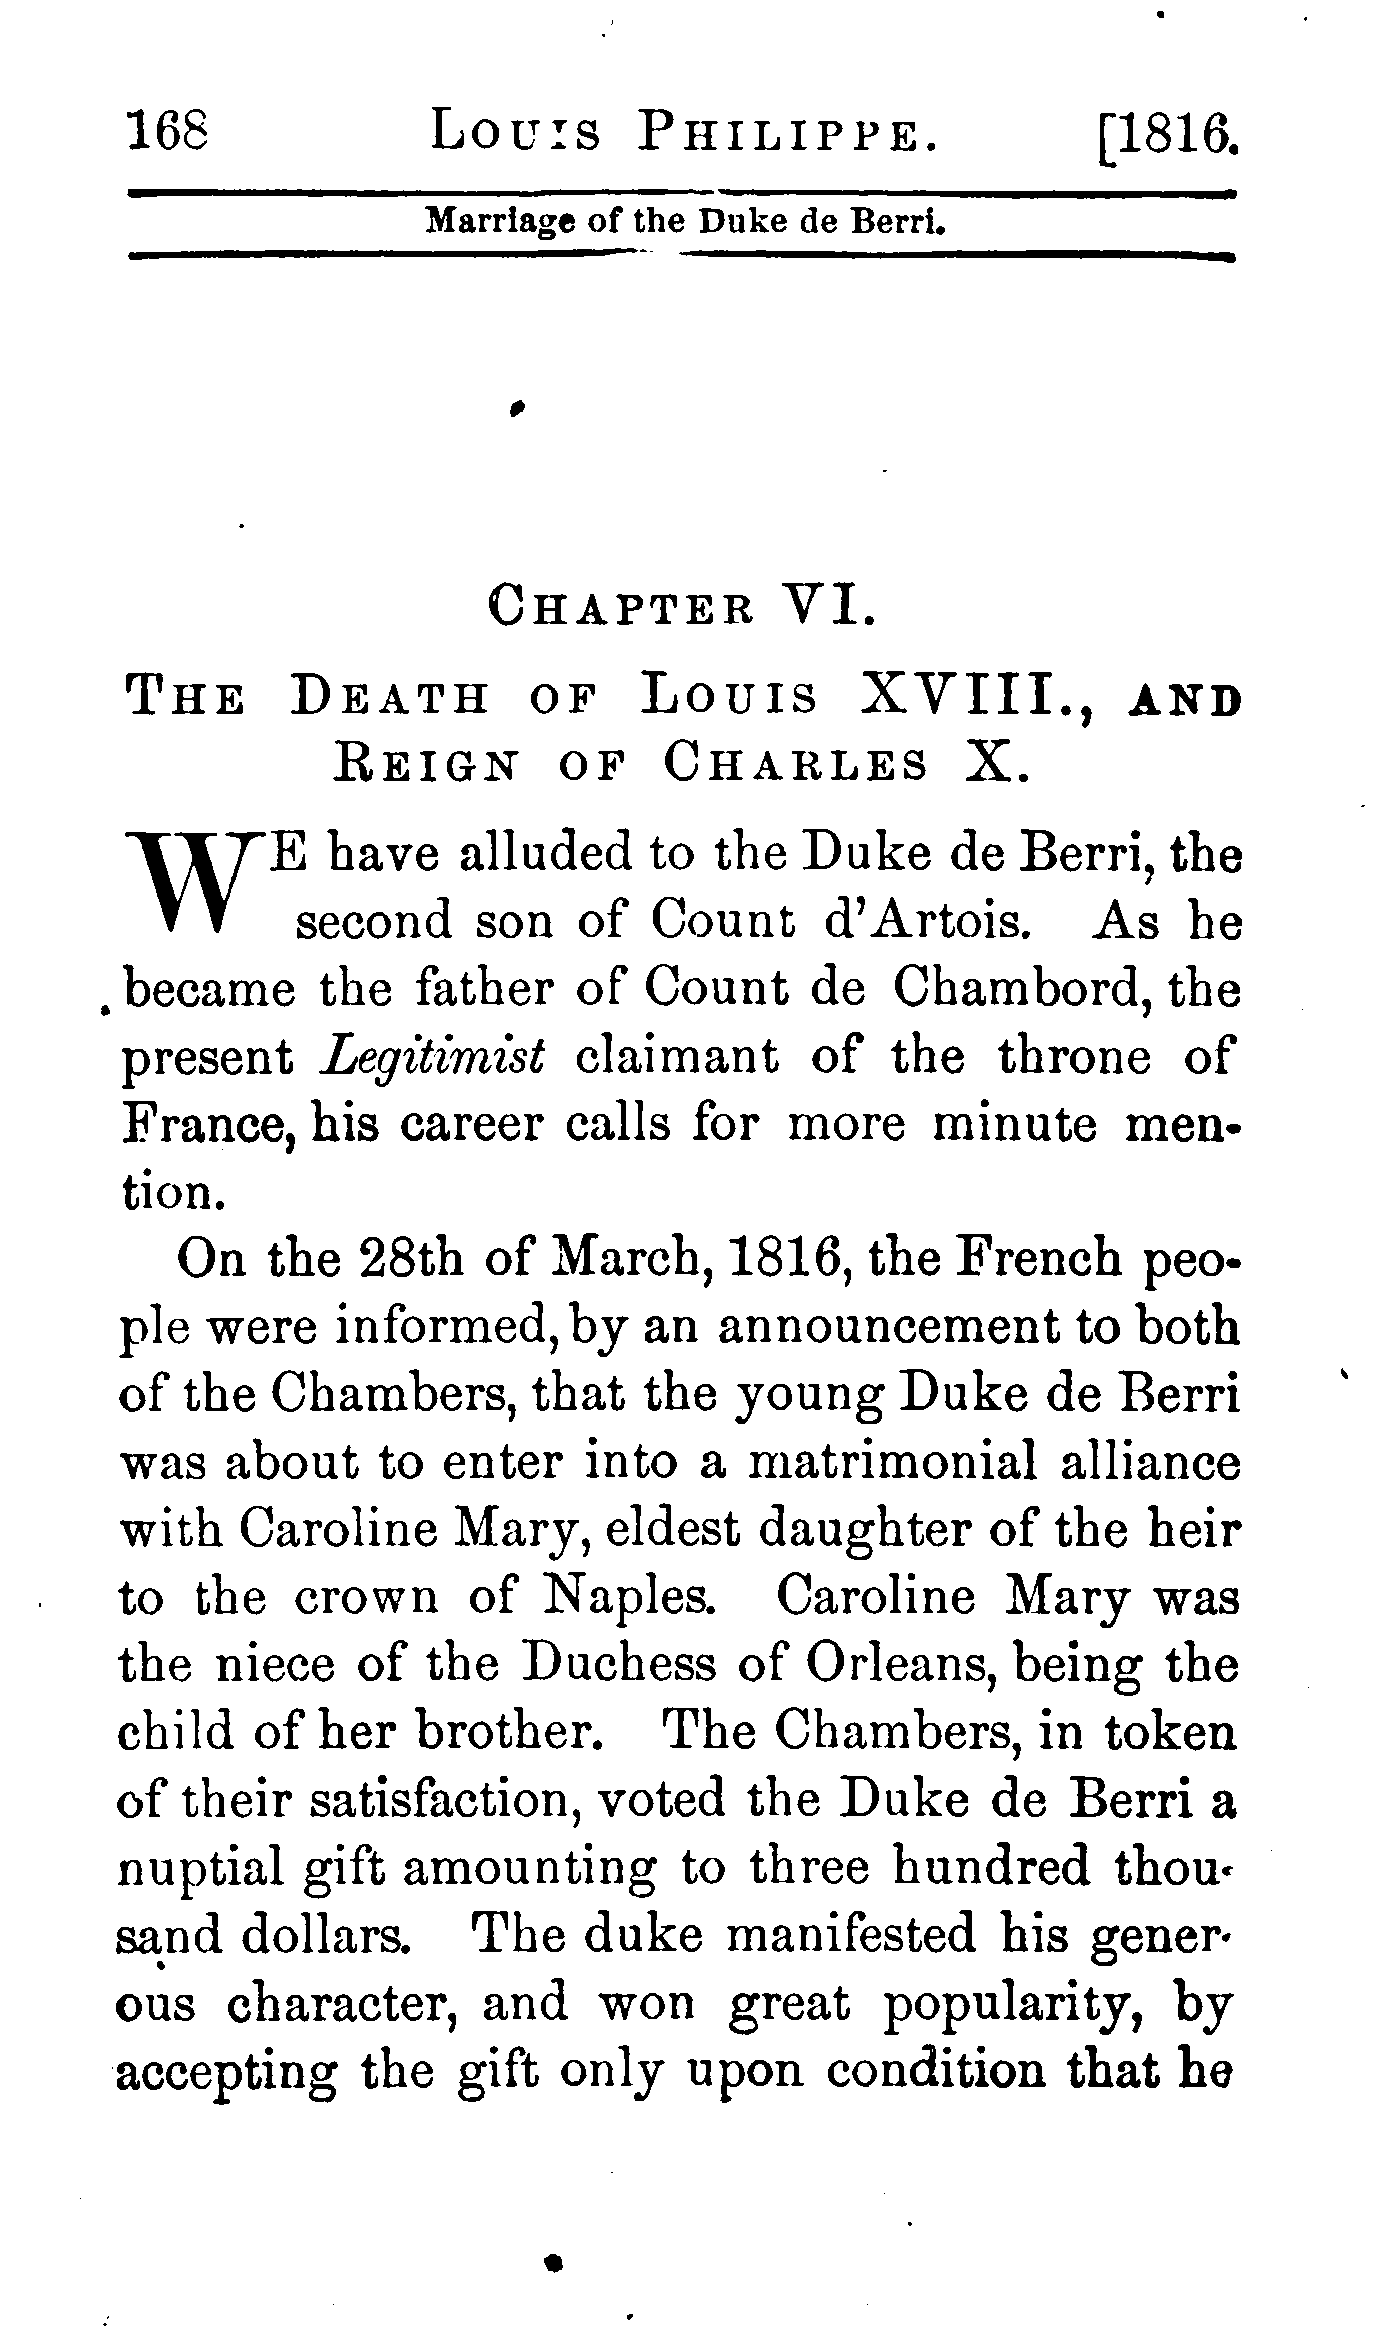 168 Louis Philippe. [1816.
Marriage of the Duke de Berri.
Chapter VI.
The Death of Louis XVIII., and
Reign of Charles X.
WE have alluded to the Duke de Berri, the
second son of Count d'Artois. As he
became the father of Count de Chambord, the
present Legitimist claimant of the throne of
France, his career calls for more minute men-
tion.
On the 28th of March, 1816, the French peo-
ple were informed, by an announcement to both
of the Chambers, that the young Duke de Berri
was about to enter into a matrimonial alliance
with Caroline Mary, eldest daughter of the heir
to the crown of Naples. Caroline Mary was
the niece of the Duchess of Orleans, being the
child of her brother. The Chambers, in token
of their satisfaction, voted the Duke de Berri a
nuptial gift amounting to three hundred thou-
sand dollars. The duke manifested his gener-
ous character, and won great popularity, by
accepting the gift only upon condition that he